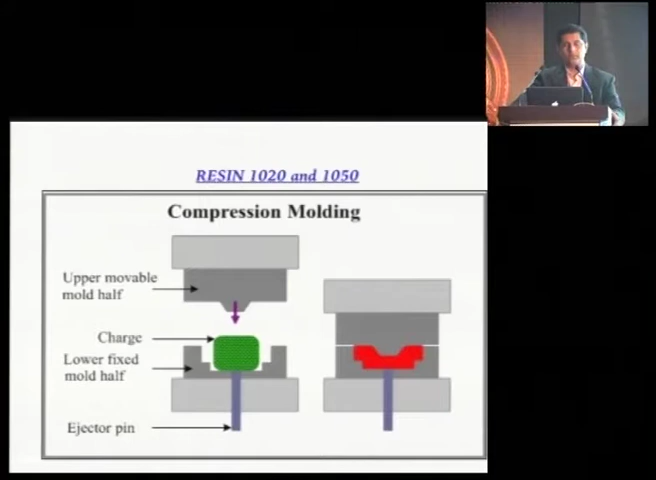 RESIN 1020 and 1050
Compression Molding
Upper movable
mold half
Charge
Lower fixed
mold half
Ejector pin